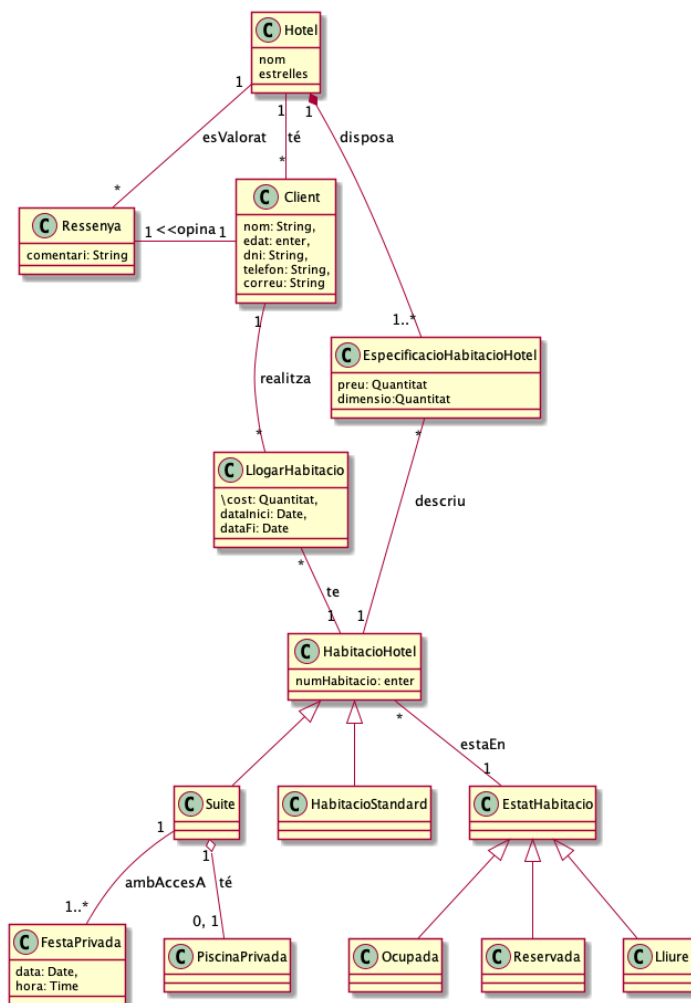 C Hotel
nom
estrelles
1
1
1
esValorat
té
disposa
*
*
C Client
C Ressenya
nom: String,
edat: enter,
dni: String,
telefon: String,
correu: String
comentari: String
1 <<opina 1
1
1..*
C EspecificacioHabitacioHotel
preu: Quantitat
dimensio:Quantitat
realitza
*
*
C LlogarHabitacio
\cost: Quantitat,
dataInici: Date,
dataFi: Date
descriu
*
te
1
1
C HabitacioHotel
numHabitacio: enter
*
estaEn
1
C Suite
C HabitacioStandard
C EstatHabitacio
1
1
ambAccesA
té
1..*
0, 1
C FestaPrivada
data: Date,
hora: Time
C PiscinaPrivada
C Ocupada
C Reservada
C Lliure